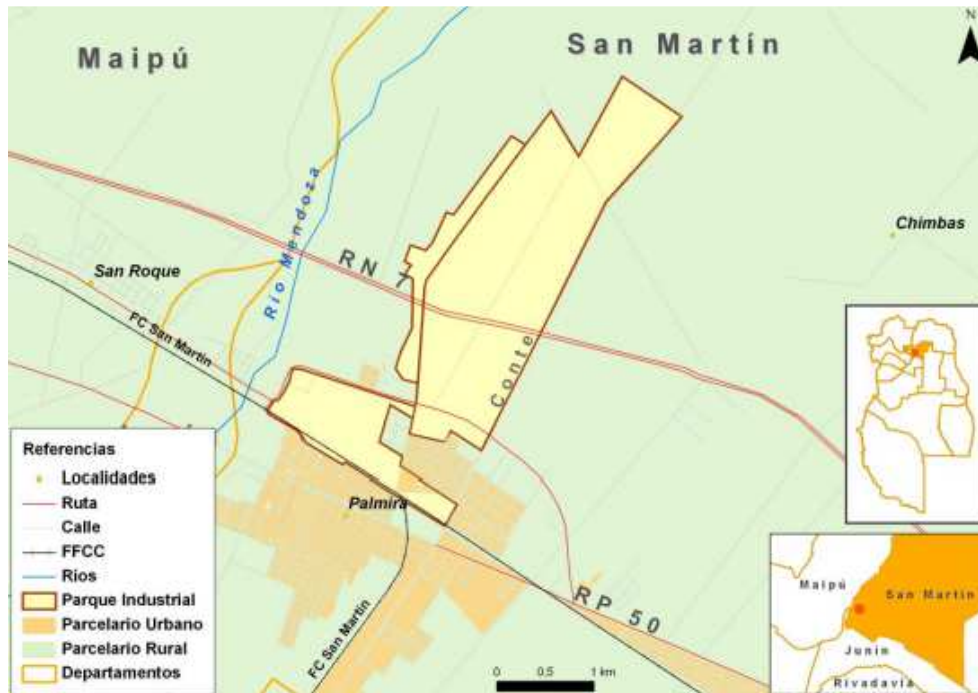 Maipú
San Martín
N
Río Mendoza
Chimbas
San Roque
RN 7
FC San Martín
Conte
Palmira
RP 50
FC San Martín
Referencias
Localidades
Ruta
Calle
FFCC
Ríos
Parque Industrial
Parcelario Urbano
Parcelario Rural
Departamentos
0 0,5 1 km
Maipú
San Martín
Junín
Rivadavia